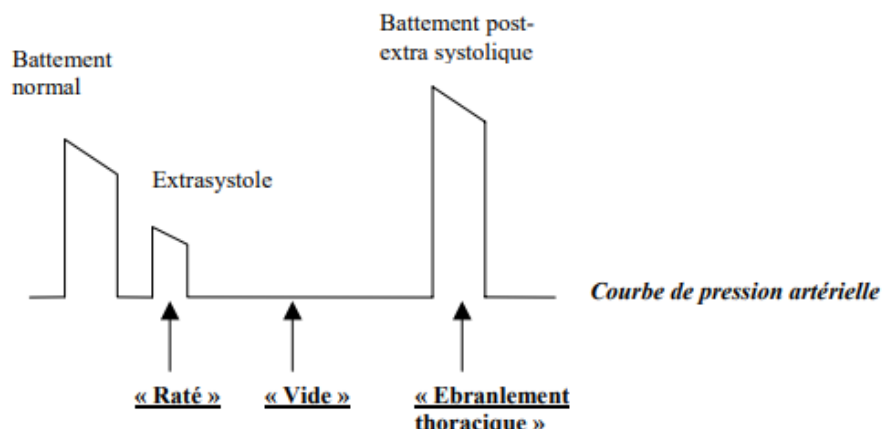 Battement post-
extra systolique
Battement
normal
Extrasystole
Courbe de pression artérielle
« Raté »
« Vide »
« Ebranlement
thoracique »